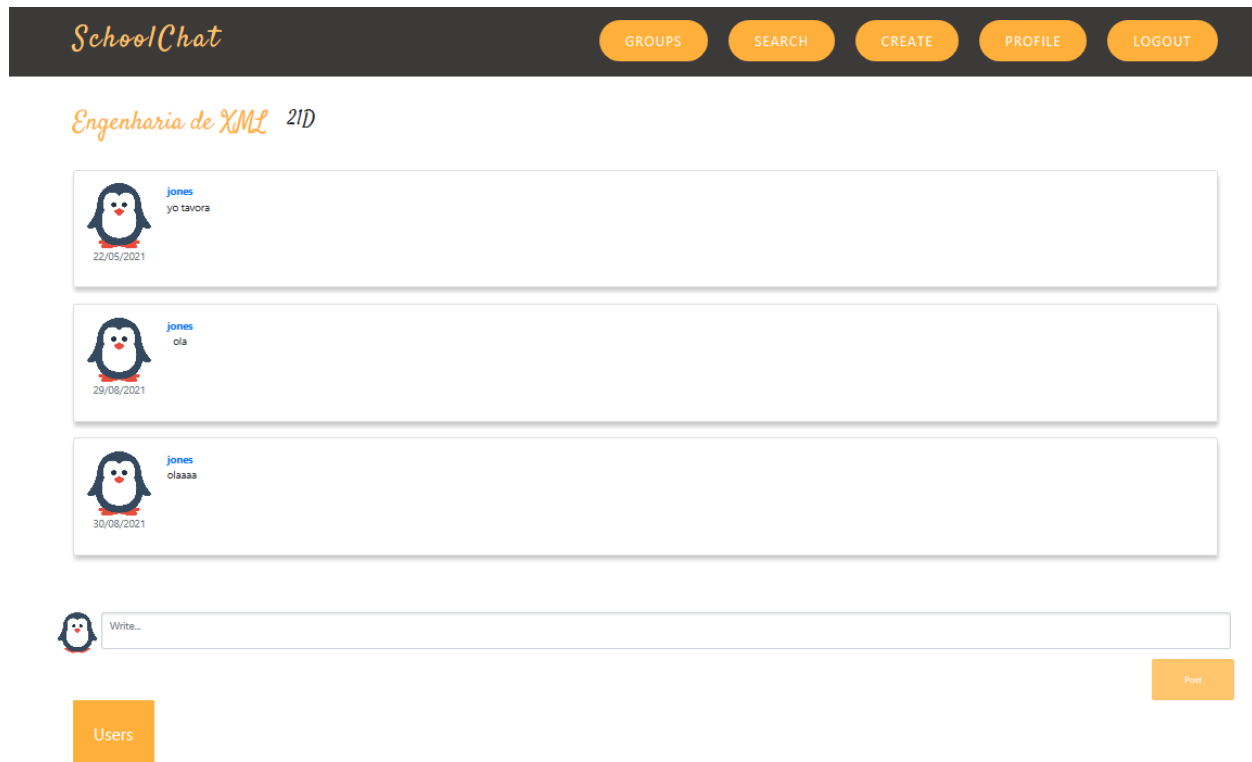 SchoolChat GROUPS SEARCH CREATE PROFILE LOGOUT
Engenharia de XML 21D
jones
yo tavora
22/05/2021
jones
ola
29/08/2021
jones
olaaaa
30/08/2021
Write...
Post
Users